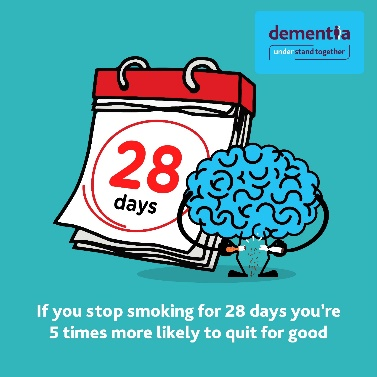 dementia
understand together
28
days
If you stop smoking for 28 days you're
5 times more likely to quit for good